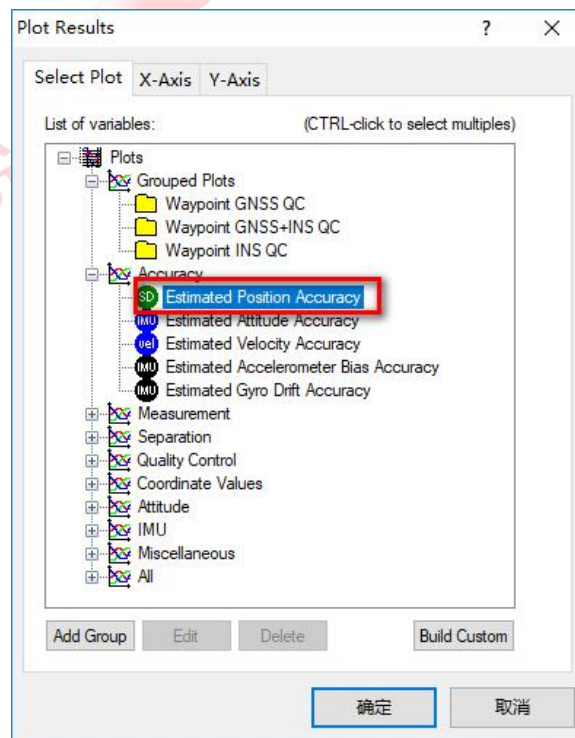 Plot Results ?
Select Plot X-Axis Y-Axis
List of variables: (CTRL-click to select multiples)
Plots
Grouped Plots
Waypoint GNSS QC
Waypoint GNSS+INS QC
Waypoint INS QC
Accuracy
SD Estimated Position Accuracy
IMU Estimated Attitude Accuracy
vel Estimated Velocity Accuracy
IMU Estimated Accelerometer Bias Accuracy
IMU Estimated Gyro Drift Accuracy
Measurement
Separation
Quality Control
Coordinate Values
Attitude
IMU
Miscellaneous
All
Add Group Edit Delete Build Custom
确定 取消